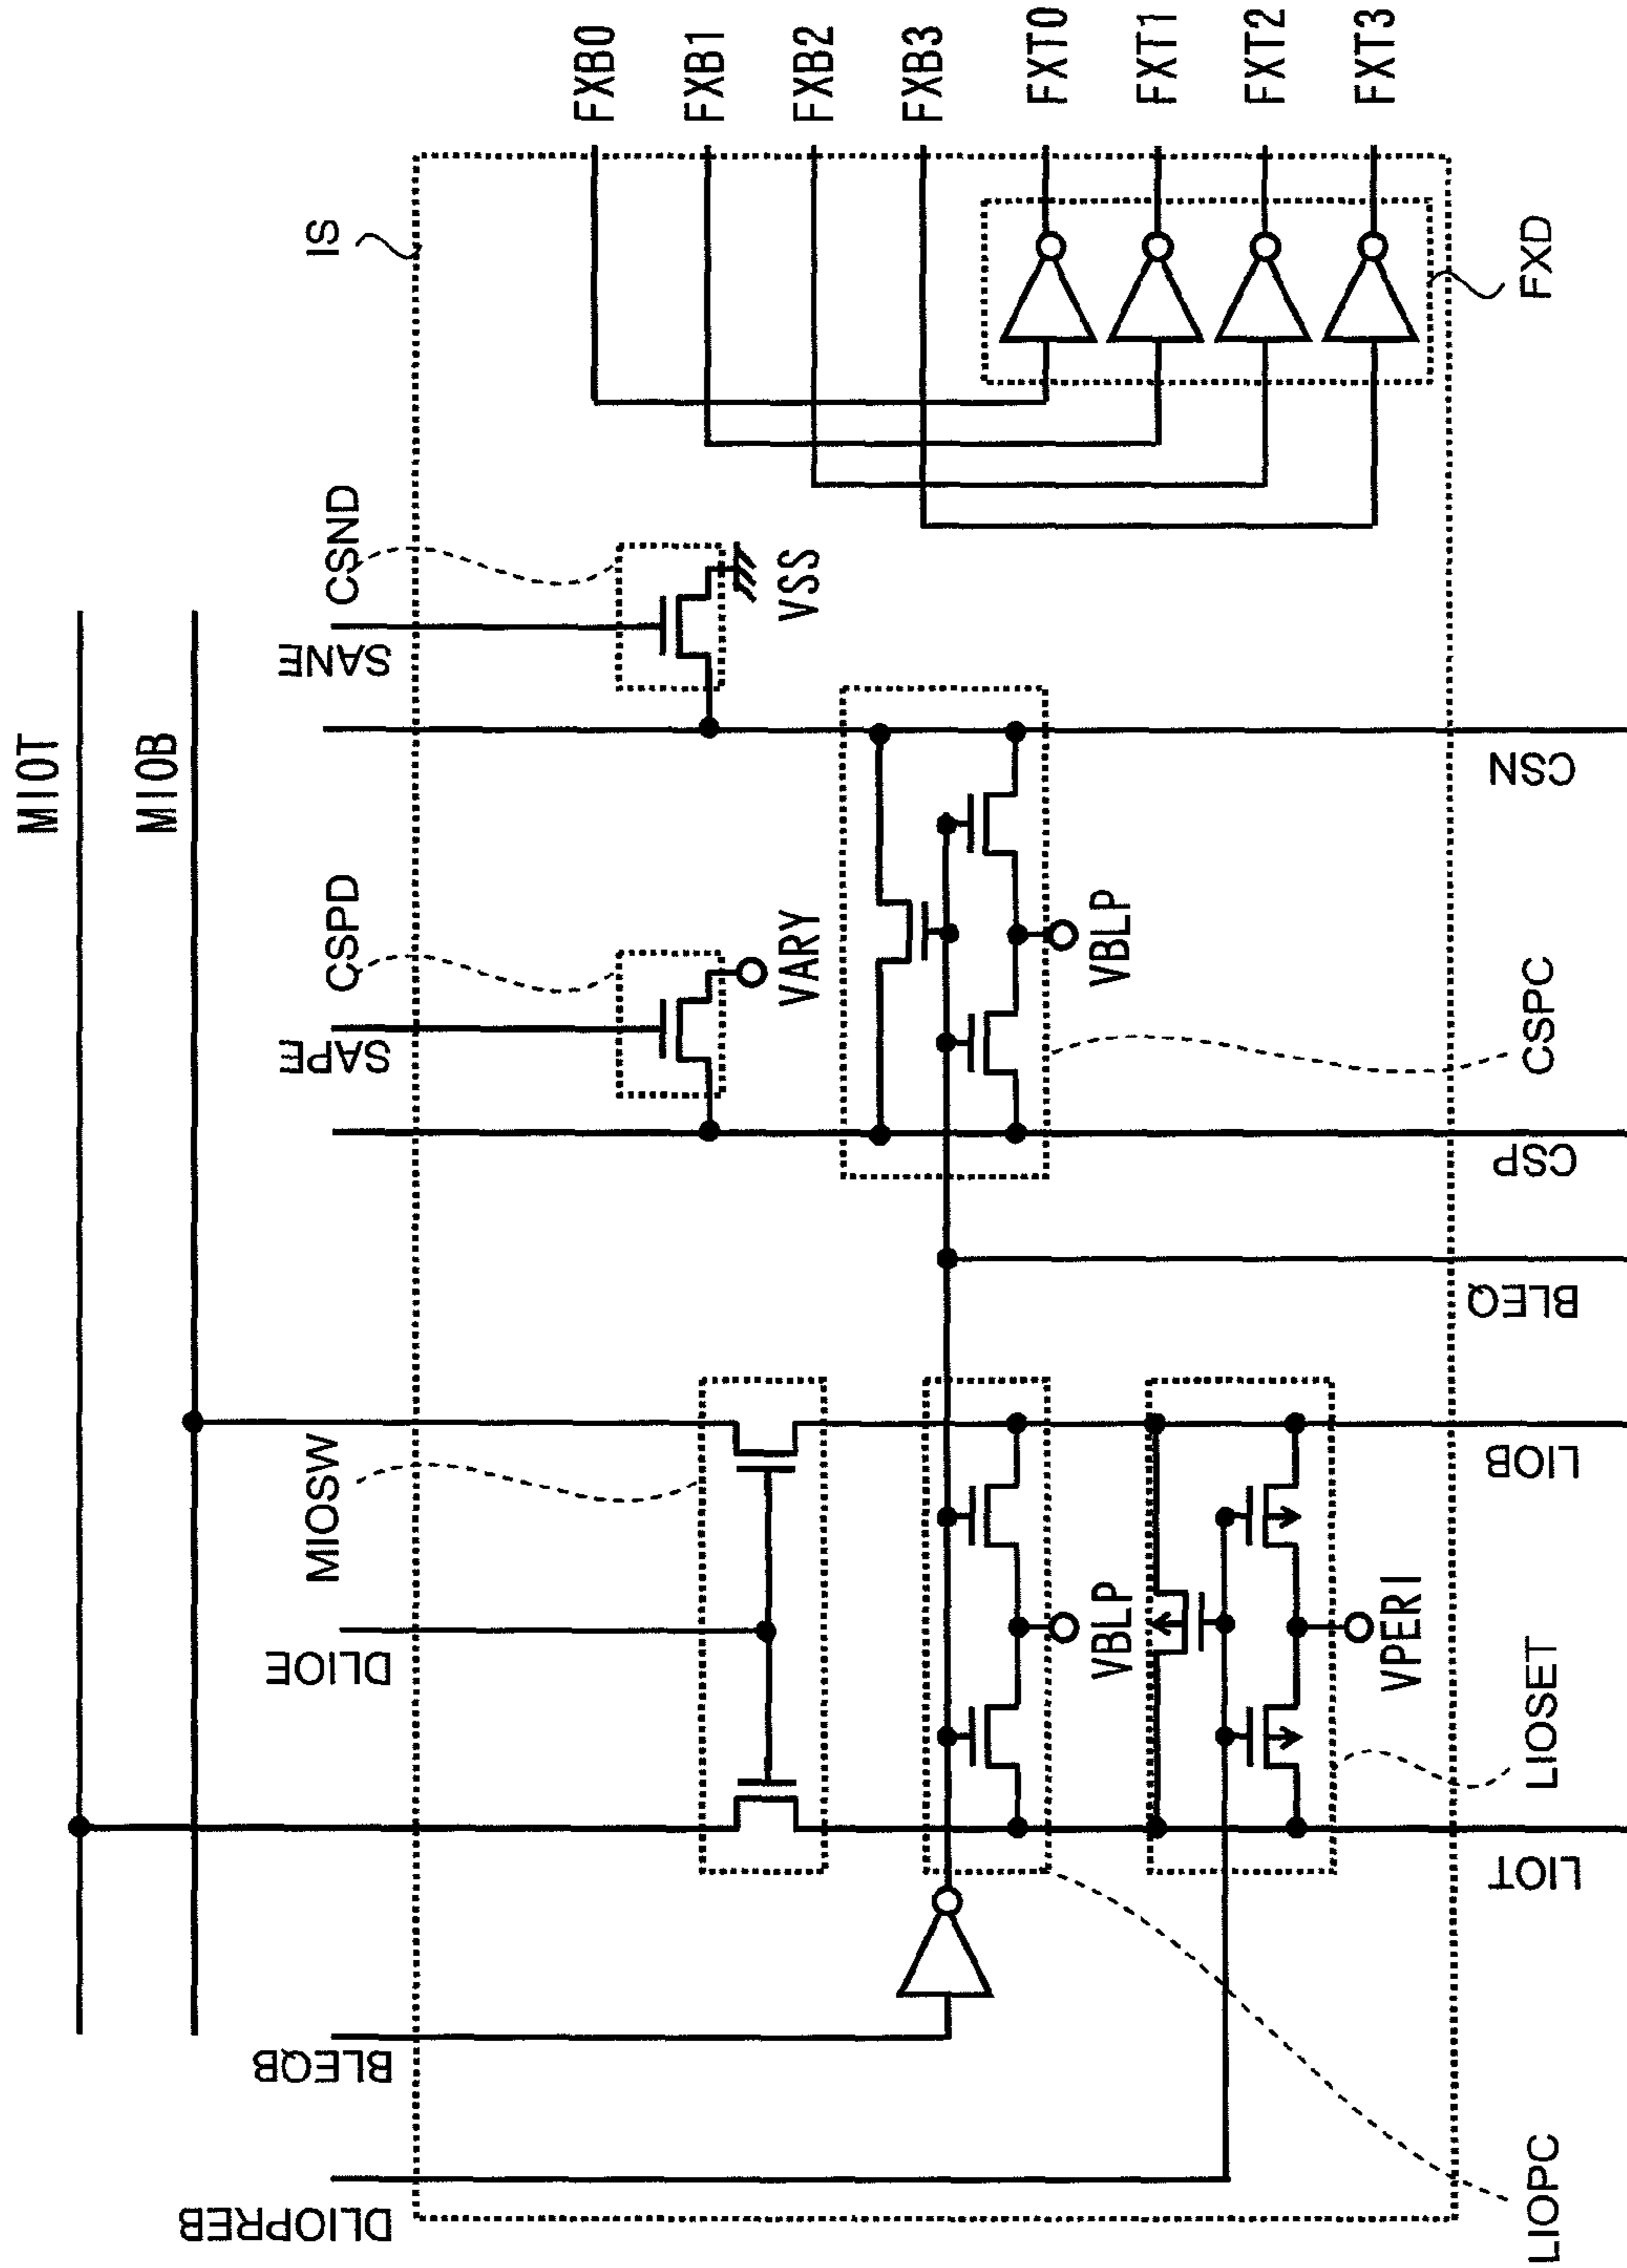 MIOT
MIOB
DLIOPREB
BLEQB
DLIOE
MIOSW
SAPE
CSPD
SANE
CSND
IS
FXB0
FXB1
FXB2
FXB3
FXT0
FXT1
FXT2
FXT3
VARY
VSS
VBLP
VBLP
VPERI
FXD
LIOT
LIOB
BLEQ
CSP
CSN
LIOPC
LIOSET
CSPC